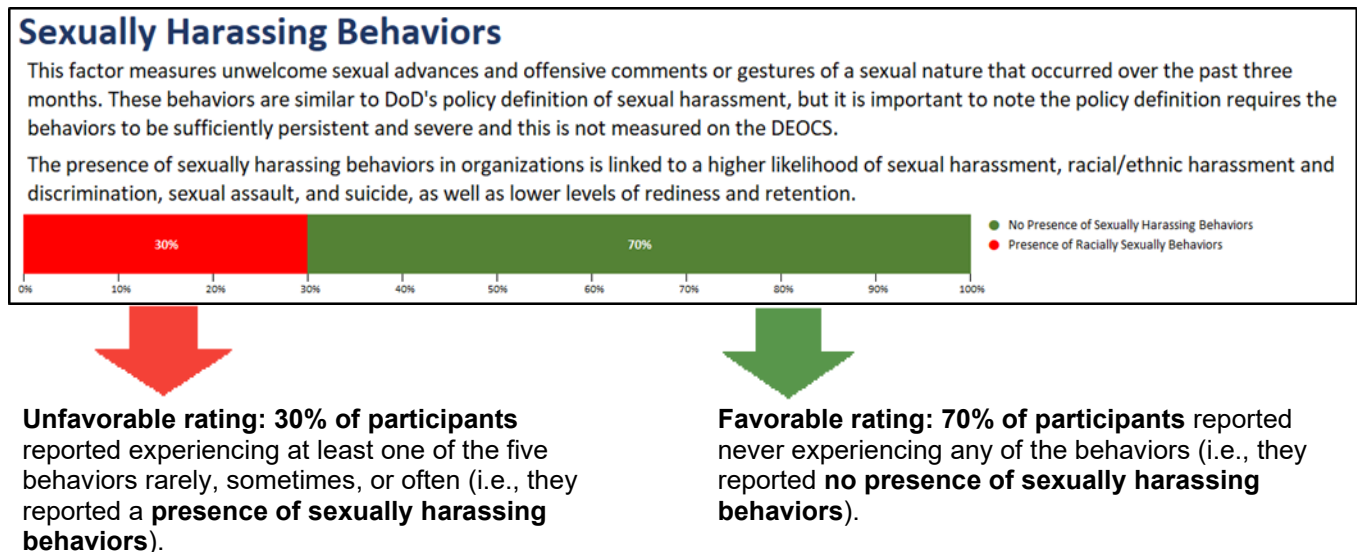 Sexually Harassing Behaviors
This factor measures unwelcome sexual advances and offensive comments or gestures of a sexual nature that occurred over the past three
months. These behaviors are similar to DoD's policy definition of sexual harassment, but it is important to note the policy definition requires the
behaviors to be sufficiently persistent and severe and this is not measured on the DEOCS.
The presence of sexually harassing behaviors in organizations is linked to a higher likelihood of sexual harassment, racial/ethnic harassment and
discrimination, sexual assault, and suicide, as well as lower levels of rediness and retention.
30% 70%
No Presence of Sexually Harassing Behaviors
Presence of Racially Sexually Behaviors
0% 10% 20% 30% 40% 50% 60% 70% 80% 90% 100%
Unfavorable rating: 30% of participants
reported experiencing at least one of the five
behaviors rarely, sometimes, or often (i.e., they
reported a presence of sexually harassing
behaviors).
Favorable rating: 70% of participants reported
never experiencing any of the behaviors (i.e., they
reported no presence of sexually harassing
behaviors).